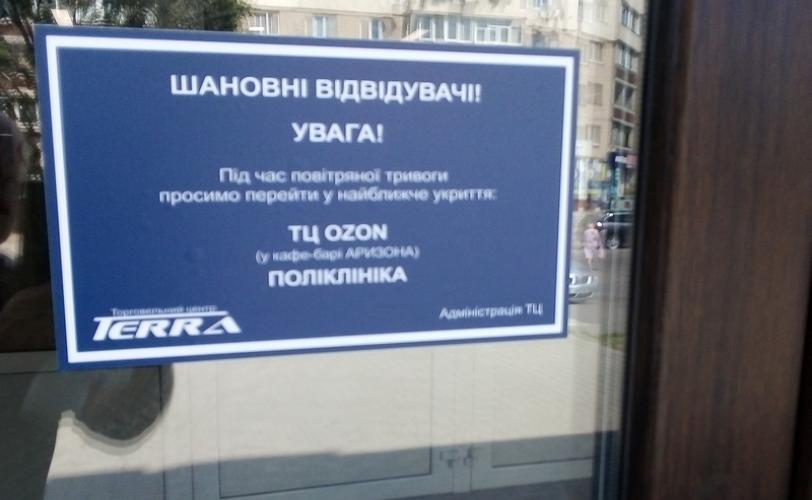 ШАНОВНІ ВІДВІДУВАЧІ!
УВАГА!
Під час повітряної тривоги
просимо перейти у найближче укриття:
ТЦ OZON
(у кафе-барі АРИЗОНА)
ПОЛІКЛІНІКА
Торговельний центр
TERRA
Адміністрація ТЦ